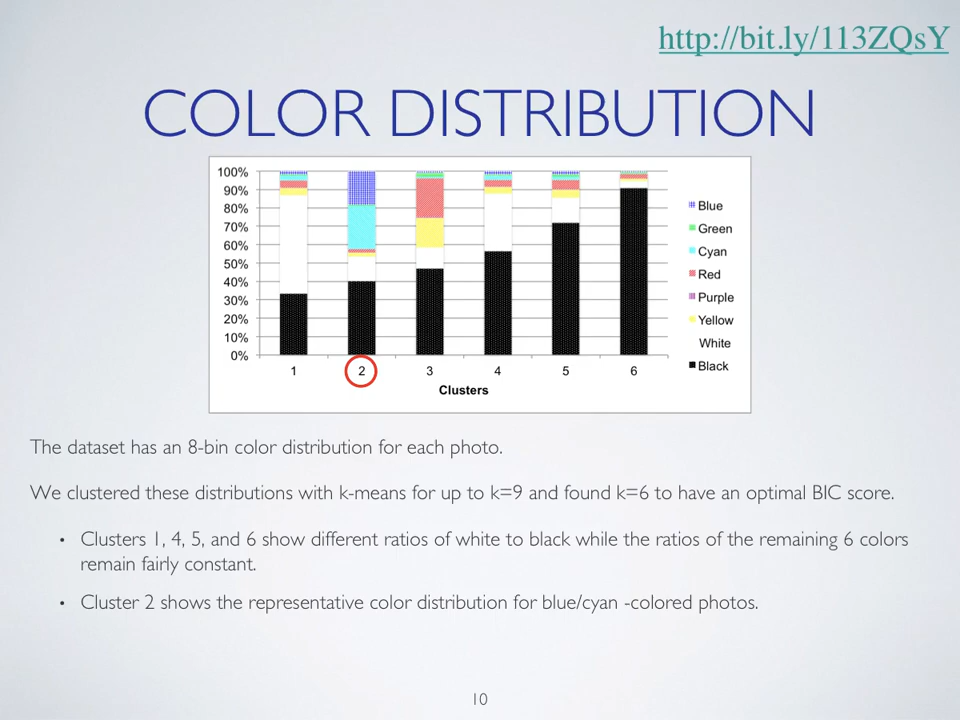 http://bit.ly/113ZQsY
COLOR DISTRIBUTION
100%
90%
80%
70%
60%
50%
40%
30%
20%
10%
0%
1 2 3 4 5 6
Clusters
Blue
Green
Cyan
Red
Purple
Yellow
White
Black
The dataset has an 8-bin color distribution for each photo.
We clustered these distributions with k-means for up to k=9 and found k=6 to have an optimal BIC score.
• Clusters 1, 4, 5, and 6 show different ratios of white to black while the ratios of the remaining 6 colors
remain fairly constant.
• Cluster 2 shows the representative color distribution for blue/cyan -colored photos.
10